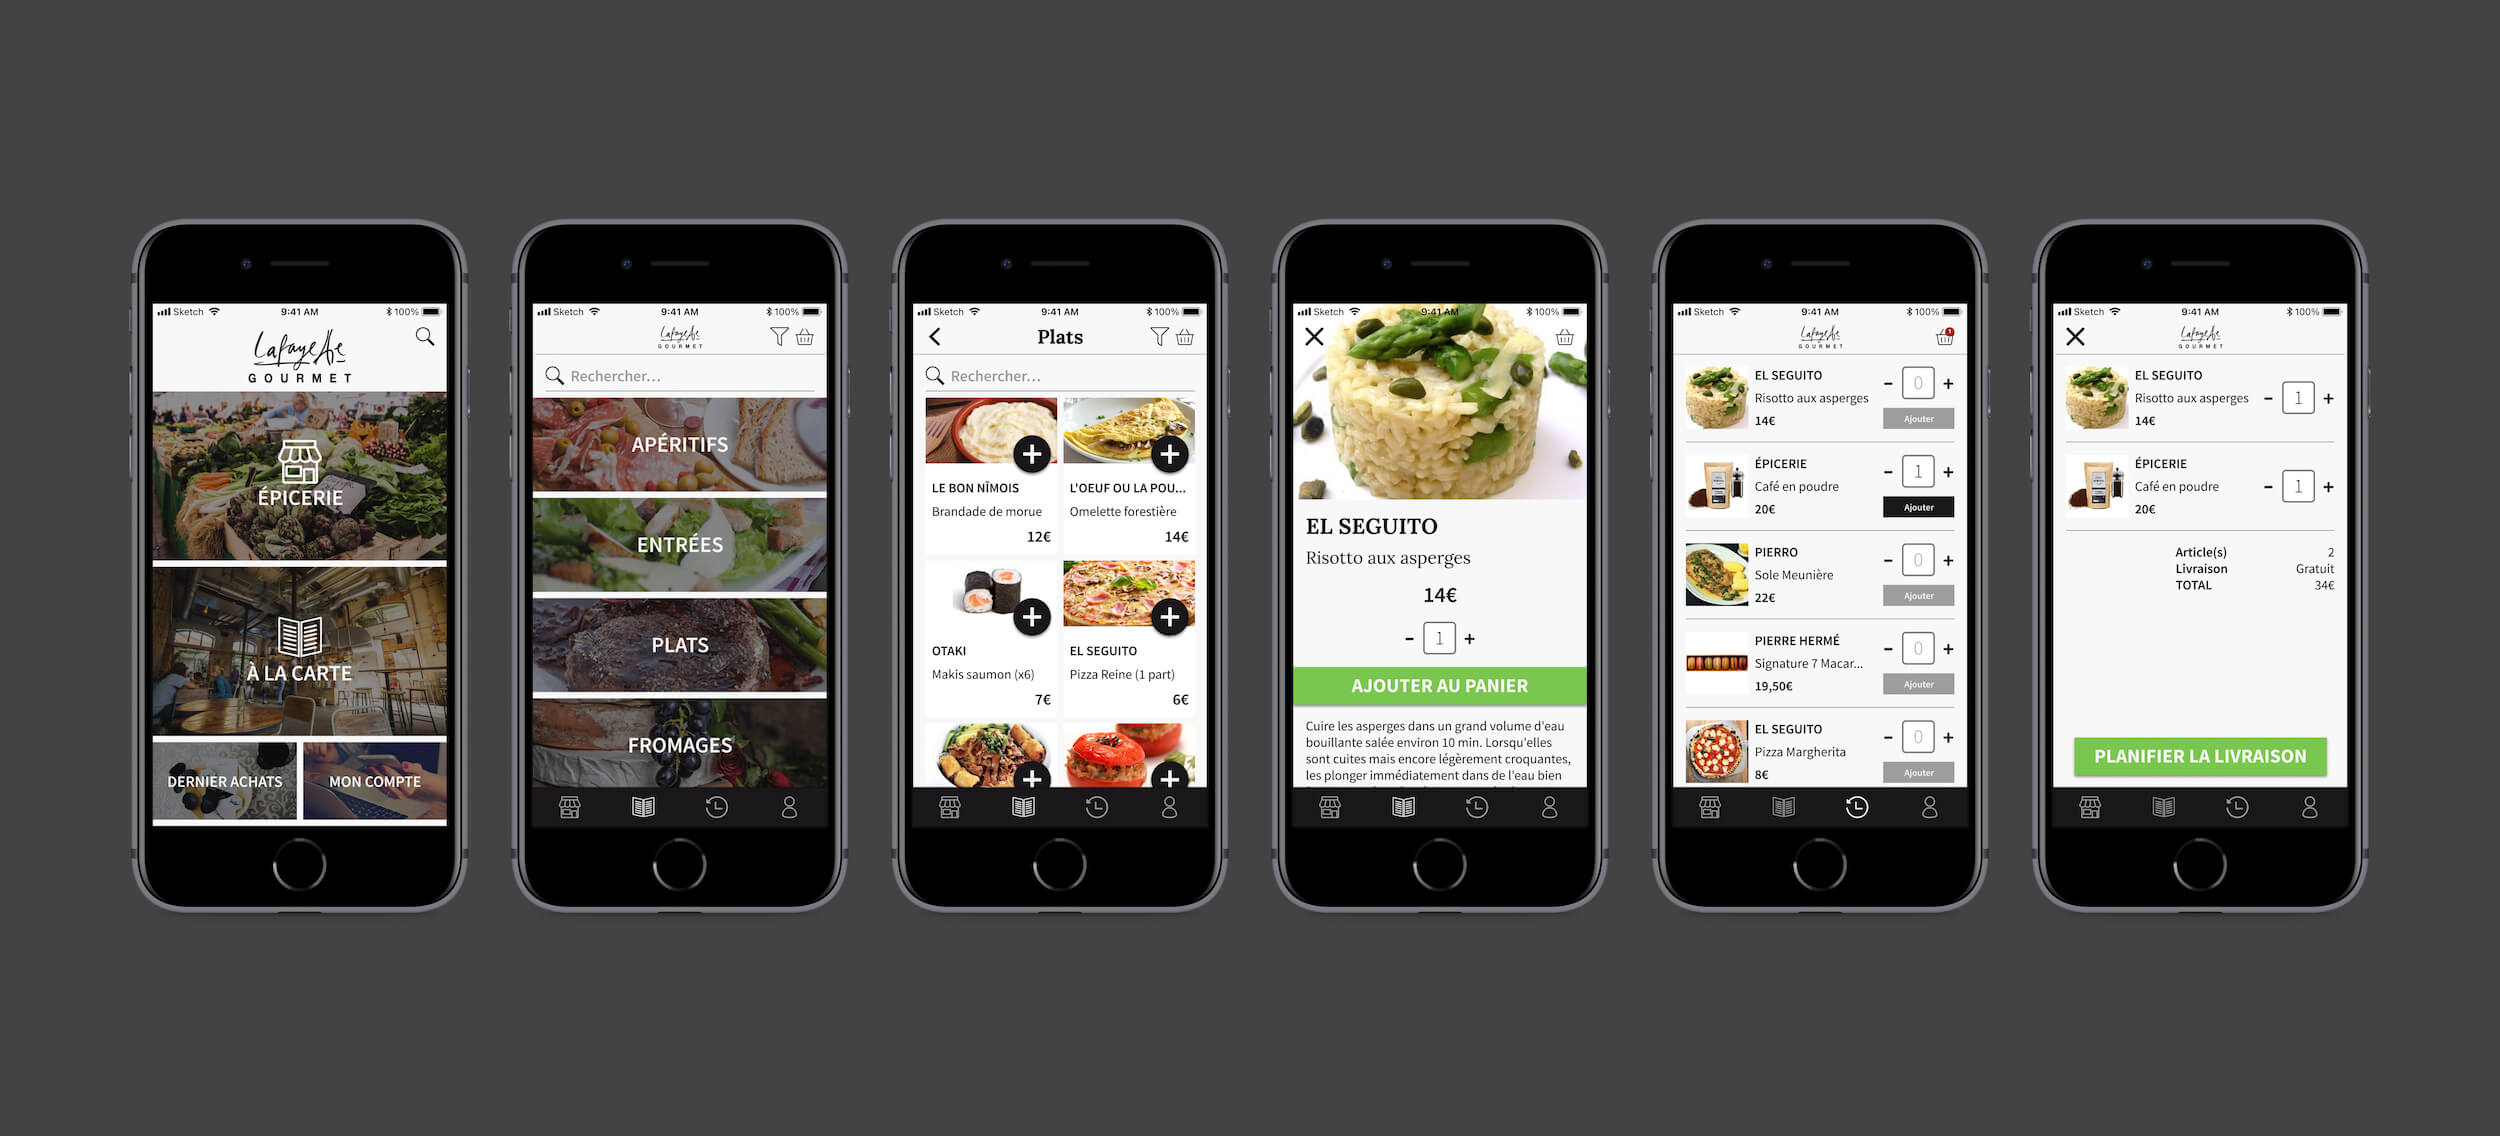 Sketch 9:41 AM 100%
Lafayette
GOURMET
ÉPICERIE
À LA CARTE
DERNIER ACHATS
MON COMPTE
Sketch 9:41 AM 100%
Lafayette
GOURMET
Rechercher...
APÉRITIFS
ENTRÉES
PLATS
FROMAGES
Sketch 9:41 AM 100%
Plats
Rechercher...
LE BON NÎMOIS
Brandade de morue
12€
L'OEUF OU LA POU...
Omelette forestière
14€
OTAKI
Makis saumon (x6)
7€
EL SEGUITO
Pizza Reine (1 part)
6€
Sketch 9:41 AM 100%
EL SEGUITO
Risotto aux asperges
14€
- 1 +
AJOUTER AU PANIER
Cuire les asperges dans un grand volume d'eau
bouillante salée environ 10 min. Lorsqu'elles
sont cuites mais encore légèrement croquantes,
les plonger immédiatement dans de l'eau bien
Sketch 9:41 AM 100%
Lafayette
GOURMET
1
EL SEGUITO
Risotto aux asperges
14€
- 0 +
Ajouter
ÉPICERIE
Café en poudre
20€
- 1 +
Ajouter
PIERRO
Sole Meunière
22€
- 0 +
Ajouter
PIERRE HERMÉ
Signature 7 Macar...
19,50€
- 0 +
Ajouter
EL SEGUITO
Pizza Margherita
8€
- 0 +
Ajouter
Sketch 9:41 AM 100%
Lafayette
GOURMET
EL SEGUITO
Risotto aux asperges
14€
- 1 +
ÉPICERIE
Café en poudre
20€
- 1 +
Article(s) 2
Livraison Gratuit
TOTAL 34€
PLANIFIER LA LIVRAISON